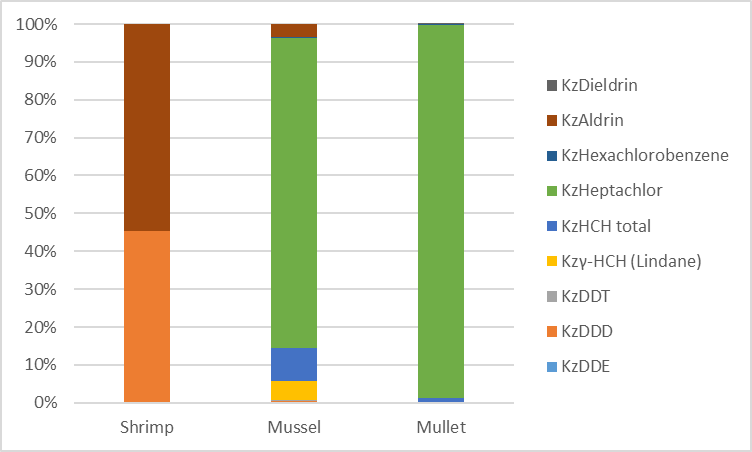 100%
90%
80%
70%
60%
50%
40%
30%
20%
10%
0%
Shrimp
Mussel
Mullet
KzDieldrin
KzAldrin
KzHexachlorobenzene
KzHeptachlor
KzHCH total
Kzγ-HCH (Lindane)
KzDDT
KzDDD
KzDDE